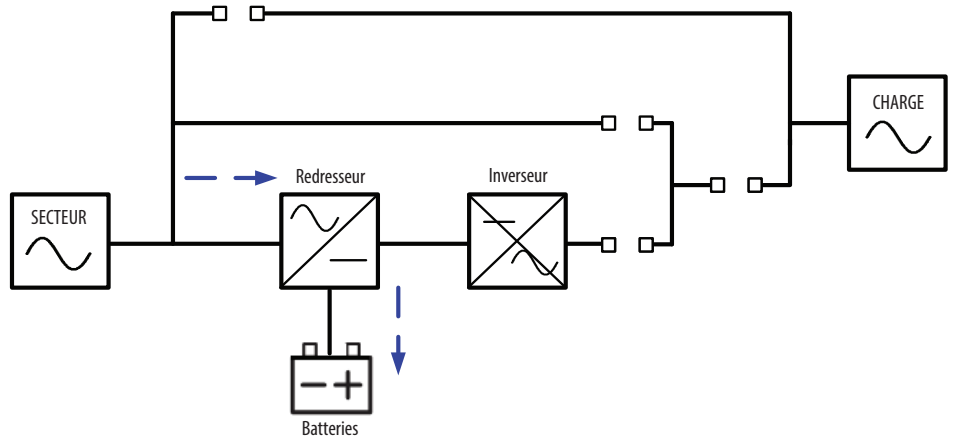 CHARGE
Redresseur
Inverseur
SECTEUR
Batteries